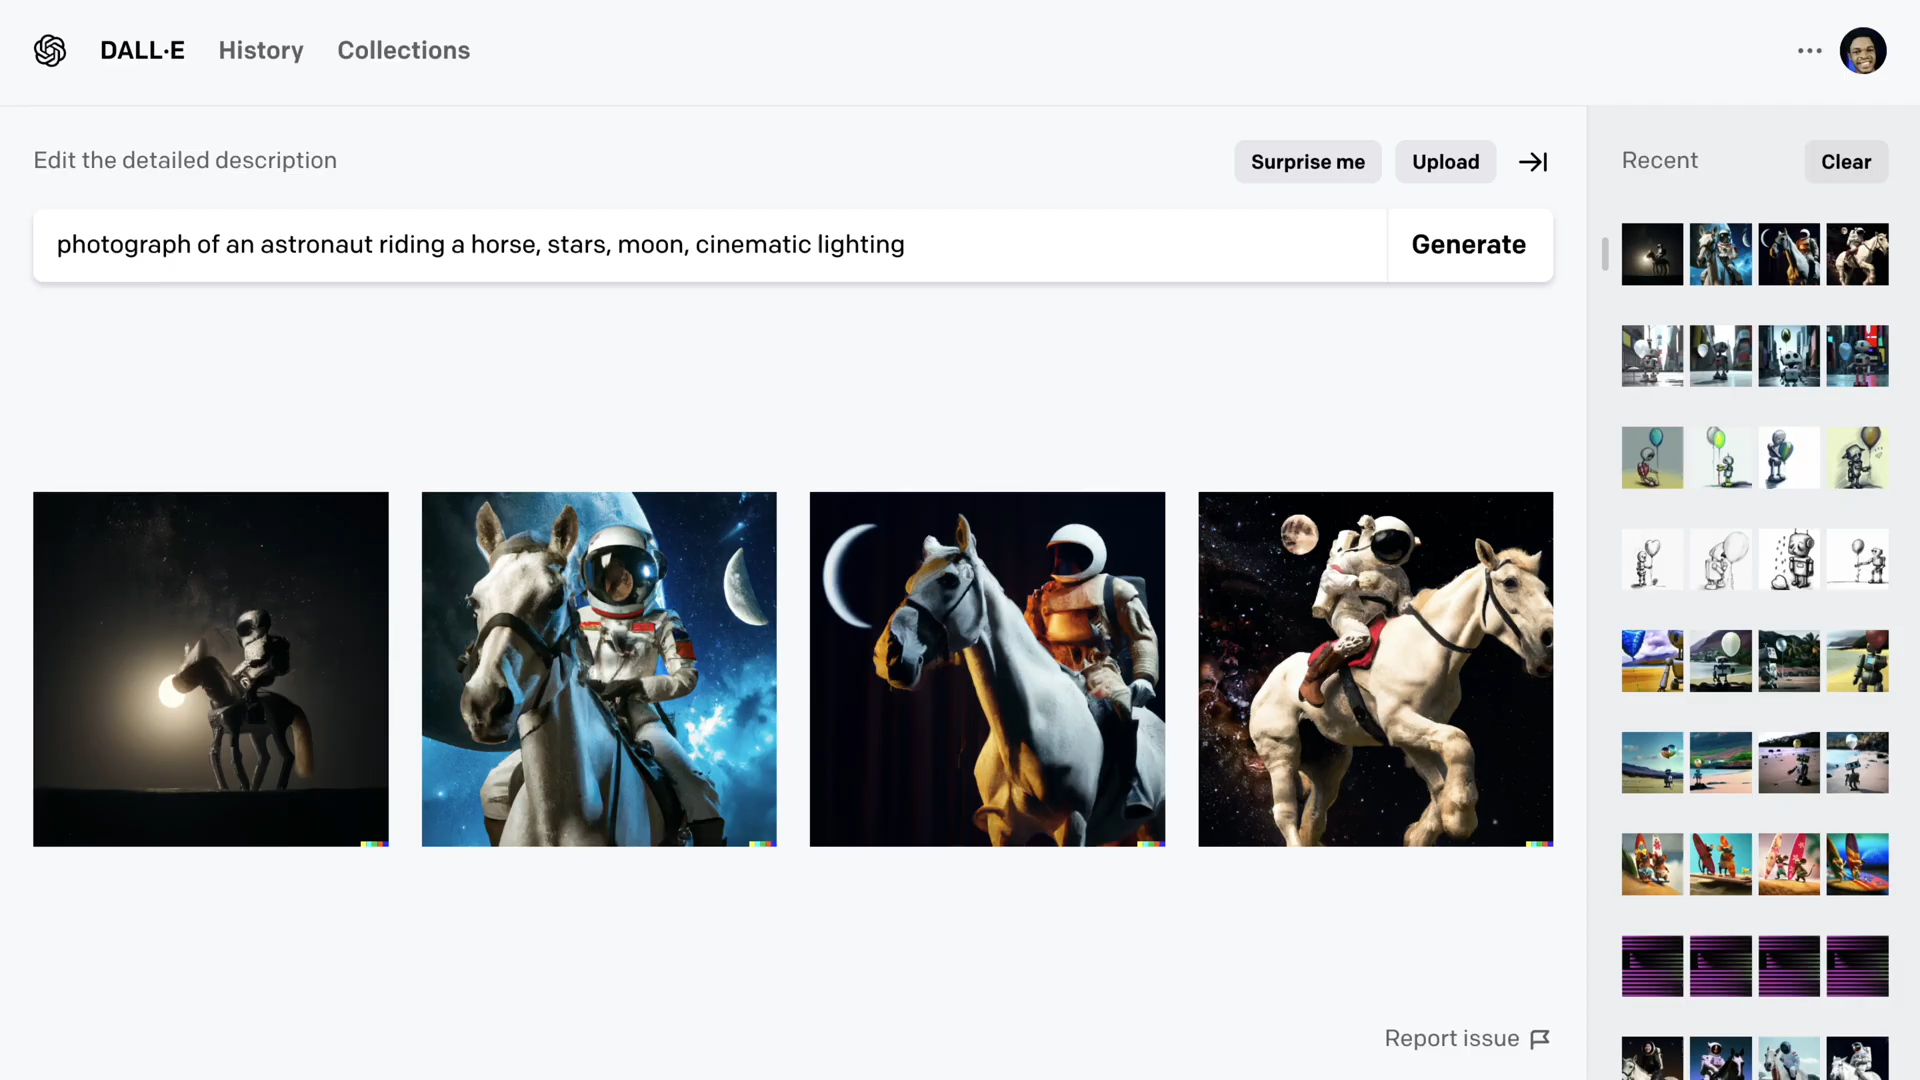 DALL·E History Collections
Edit the detailed description
Surprise me
Upload
Recent
Clear
photograph of an astronaut riding a horse, stars, moon, cinematic lighting
Generate
Report issue